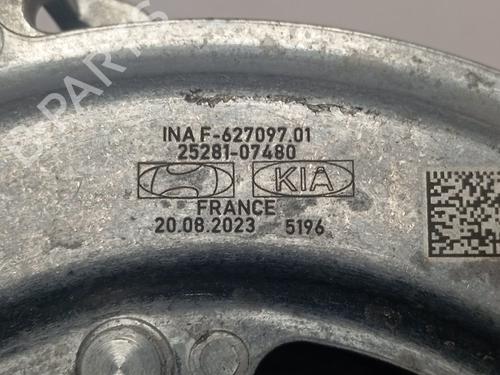 INA F-627097.01
25281-07480
KIA
FRANCE
20.08.2023 5196